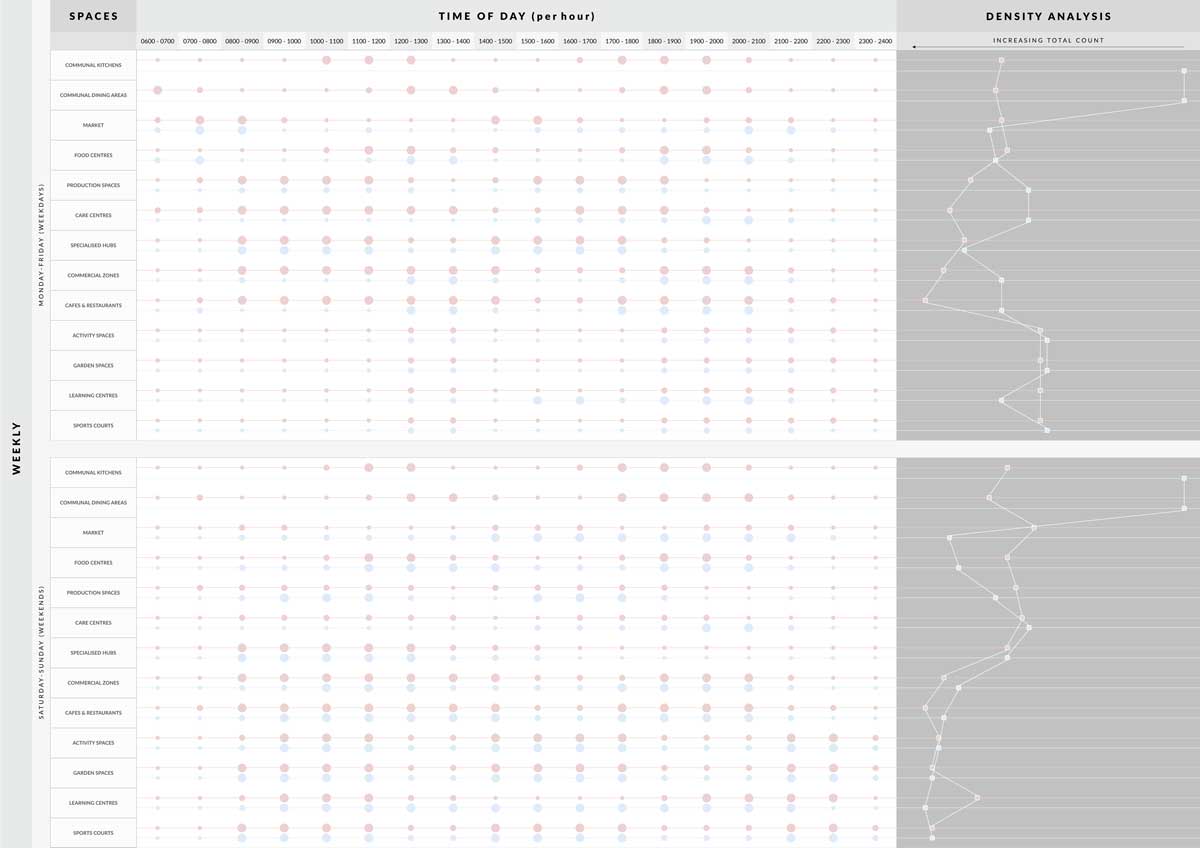 SPACES
TIME OF DAY (per hour)
DENSITY ANALYSIS
0600 - 0700 0700 - 0800 0800 - 0900 0900 - 1000 1000 - 1100 1100 - 1200 1200 - 1300 1300 - 1400 1400 - 1500 1500 - 1600 1600 - 1700 1700 - 1800 1800 - 1900 1900 - 2000 2000 - 2100 2100 - 2200 2200 - 2300 2300 - 2400
INCREASING TOTAL COUNT
WEEKLY
MONDAY-FRIDAY (WEEKDAYS)
COMMUNAL KITCHENS
COMMUNAL DINING AREAS
MARKET
FOOD CENTRES
PRODUCTION SPACES
CARE CENTRES
SPECIALISED HUBS
COMMERCIAL ZONES
CAFES & RESTAURANTS
ACTIVITY SPACES
GARDEN SPACES
LEARNING CENTRES
SPORTS COURTS
SATURDAY-SUNDAY (WEEKENDS)
COMMUNAL KITCHENS
COMMUNAL DINING AREAS
MARKET
FOOD CENTRES
PRODUCTION SPACES
CARE CENTRES
SPECIALISED HUBS
COMMERCIAL ZONES
CAFES & RESTAURANTS
ACTIVITY SPACES
GARDEN SPACES
LEARNING CENTRES
SPORTS COURTS